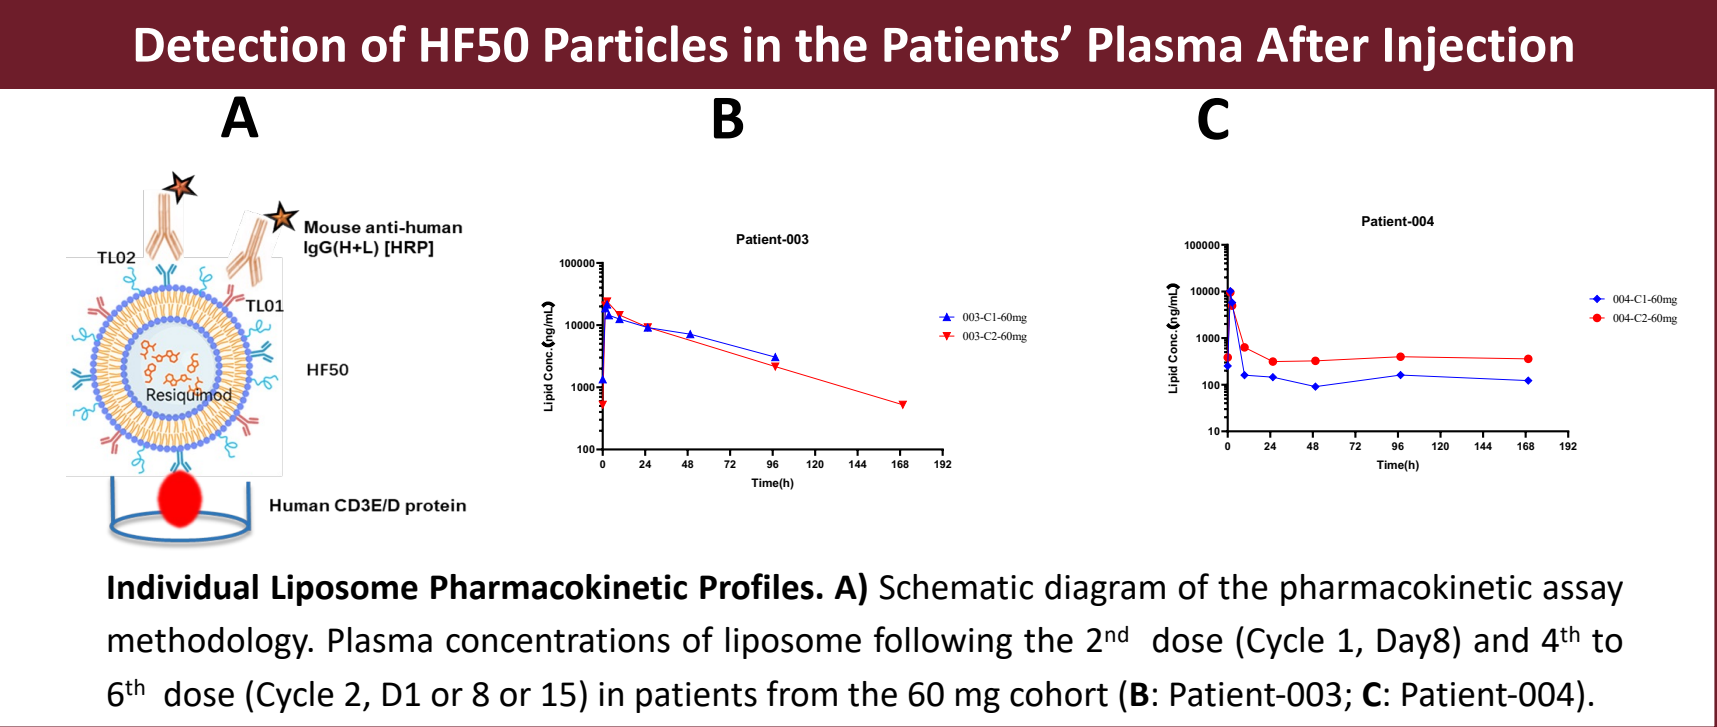 Detection of HF50 Particles in the Patients’ Plasma After Injection
A
B
C
Mouse anti-human
IgG(H+L) [HRP]
TL02
TL01
HF50
Resiquimod
Human CD3E/D protein
Patient-003
Lipid Conc.(ng/mL)
100000
10000
1000
100
0 24 48 72 96 120 144 168 192
Time(h)
003-C1-60mg
003-C2-60mg
Patient-004
Lipid Conc.(ng/mL)
100000
10000
1000
100
10
0 24 48 72 96 120 144 168 192
Time(h)
004-C1-60mg
004-C2-60mg
Individual Liposome Pharmacokinetic Profiles. A) Schematic diagram of the pharmacokinetic assay
methodology. Plasma concentrations of liposome following the 2nd dose (Cycle 1, Day8) and 4th to
6th dose (Cycle 2, D1 or 8 or 15) in patients from the 60 mg cohort (B: Patient-003; C: Patient-004).